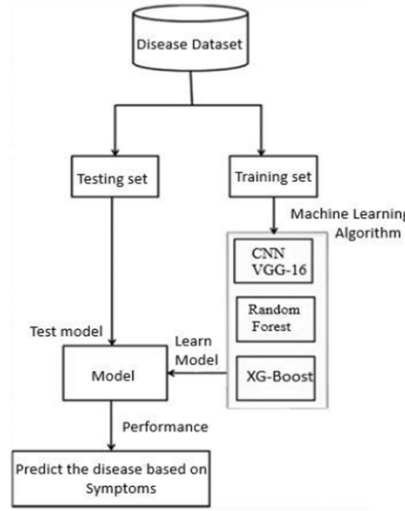 Disease Dataset
Testing set
Training set
Machine Learning
Algorithm
CNN
VGG-16
Random
Forest
XG-Boost
Test model
Learn
Model
Model
Performance
Predict the disease based on
Symptoms